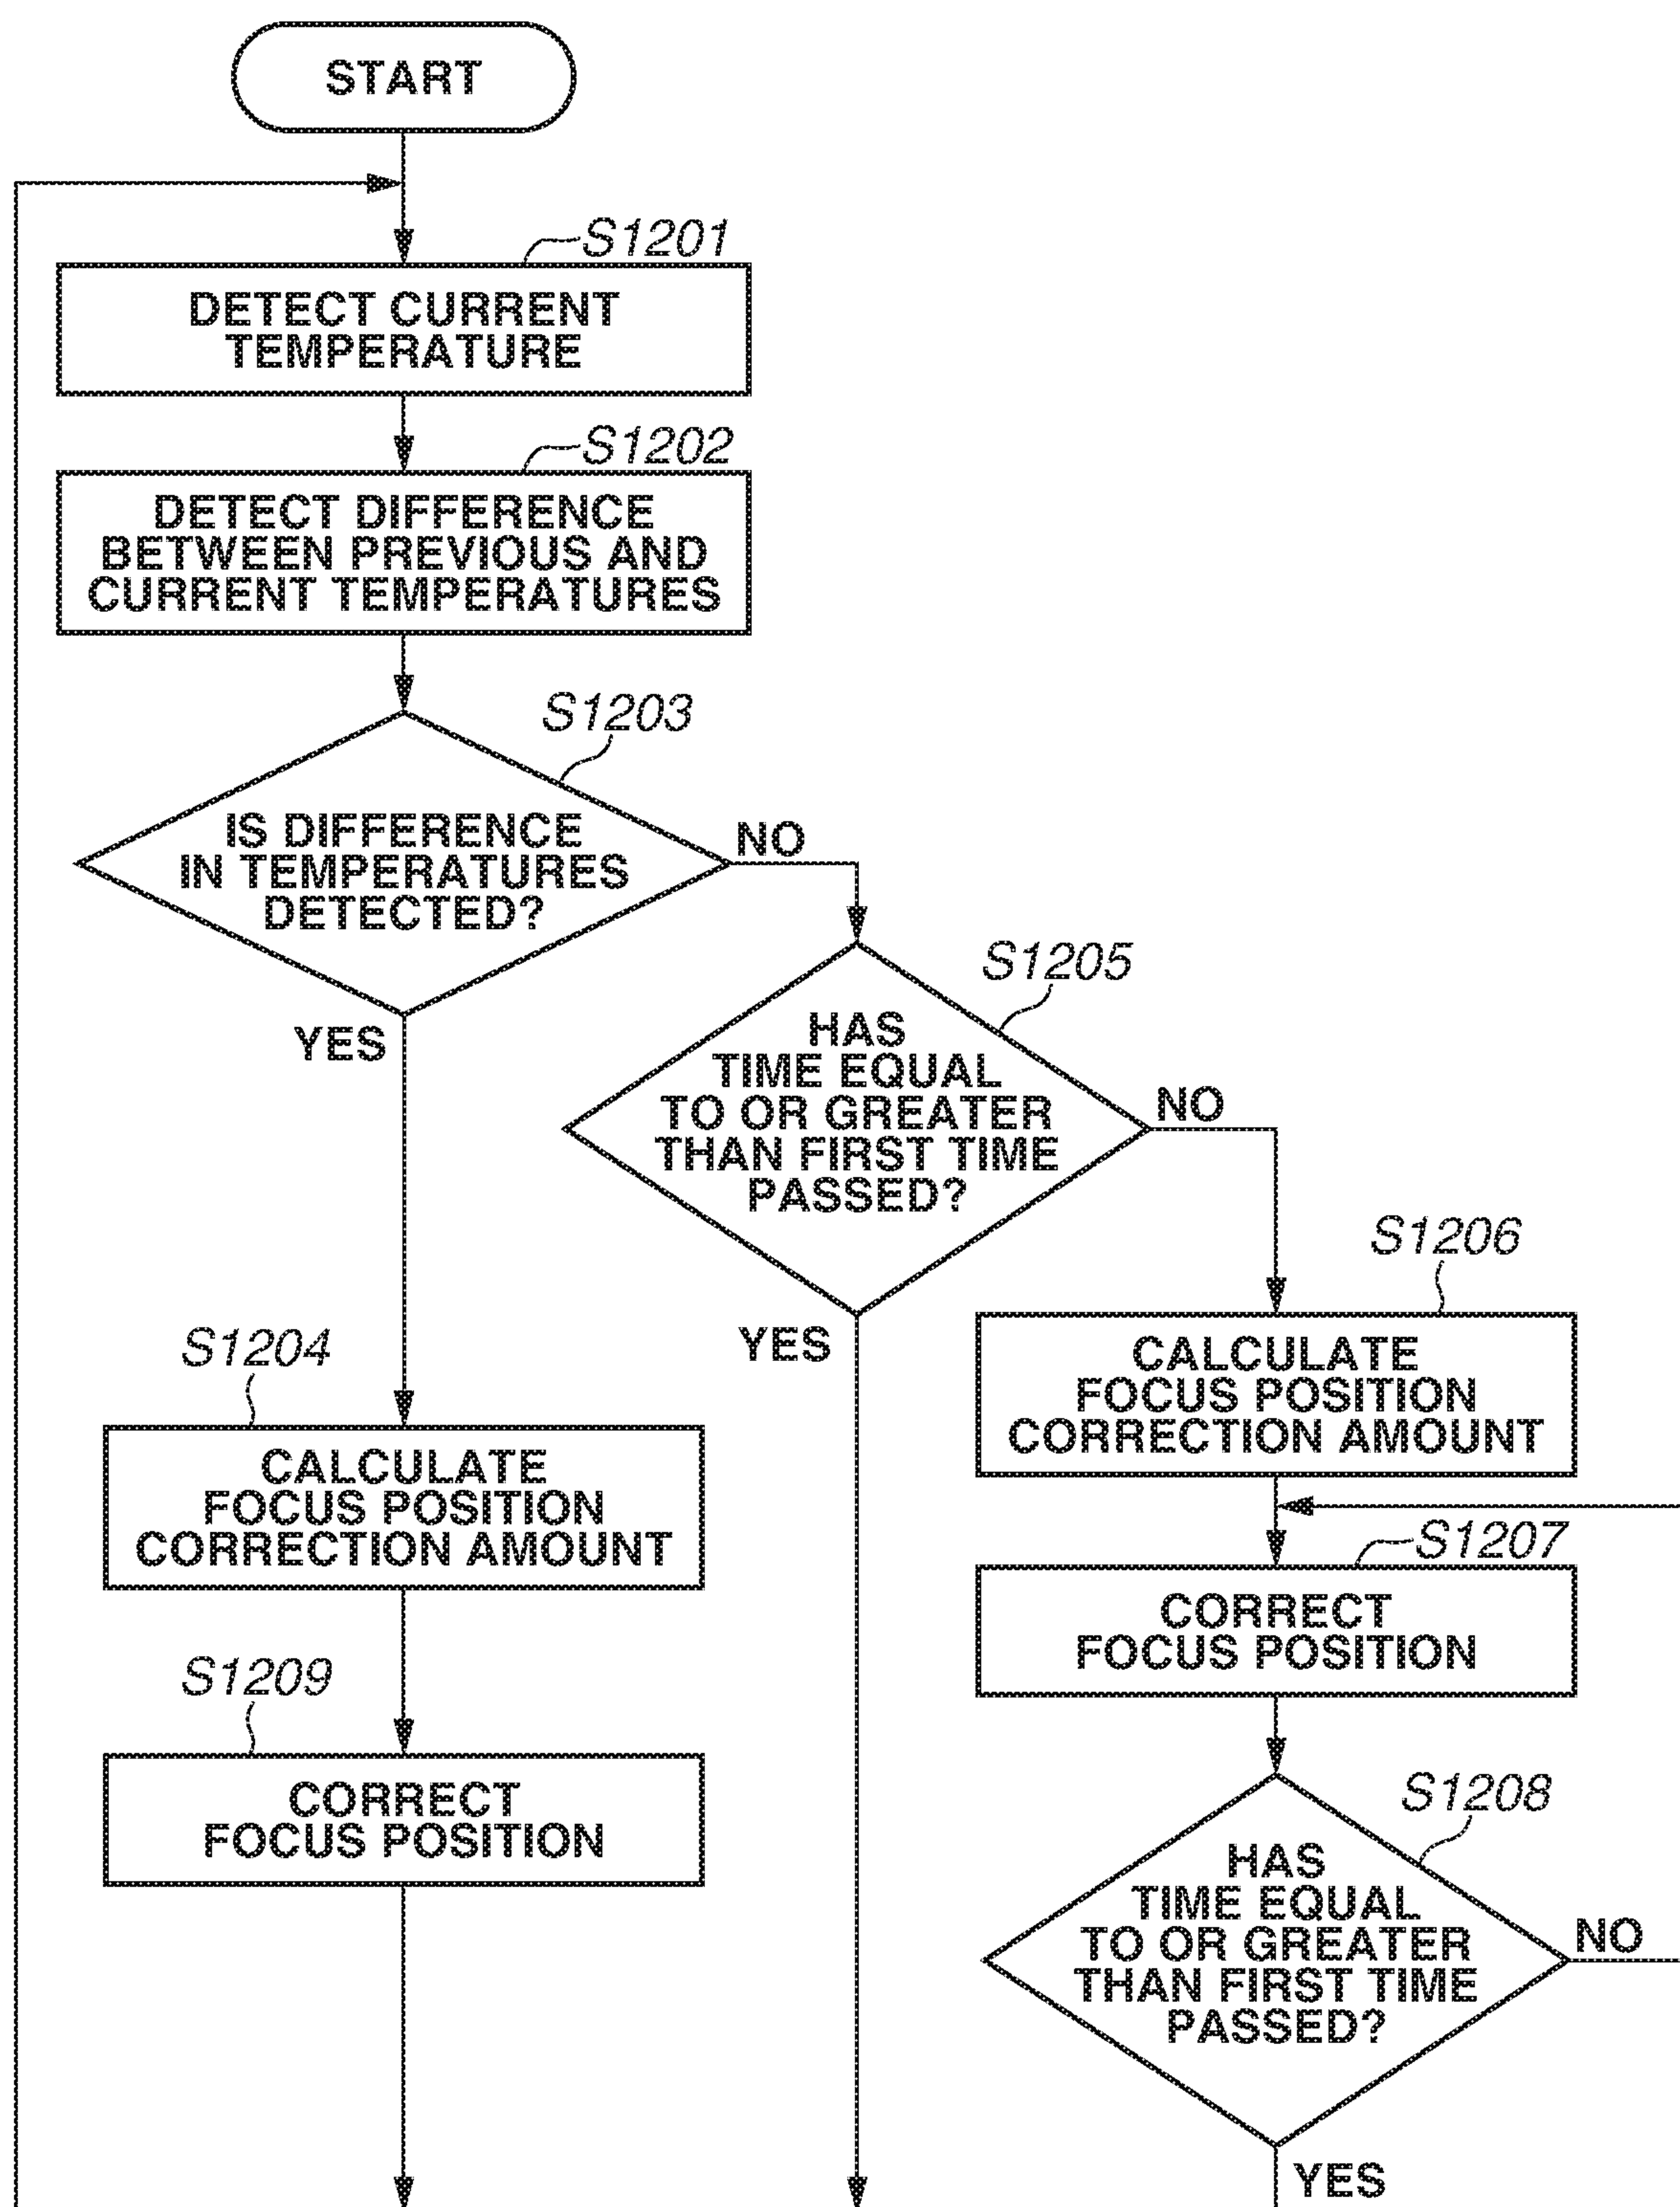 START
S1201
DETECT CURRENT
TEMPERATURE
S1202
DETECT DIFFERENCE
BETWEEN PREVIOUS AND
CURRENT TEMPERATURES
S1203
IS DIFFERENCE
IN TEMPERATURES
DETECTED?
NO
YES
S1205
HAS
TIME EQUAL
TO OR GREATER
THAN FIRST TIME
PASSED?
NO
YES
S1204
CALCULATE
FOCUS POSITION
CORRECTION AMOUNT
S1209
CORRECT
FOCUS POSITION
S1206
CALCULATE
FOCUS POSITION
CORRECTION AMOUNT
S1207
CORRECT
FOCUS POSITION
S1208
HAS
TIME EQUAL
TO OR GREATER
THAN FIRST TIME
PASSED?
NO
YES